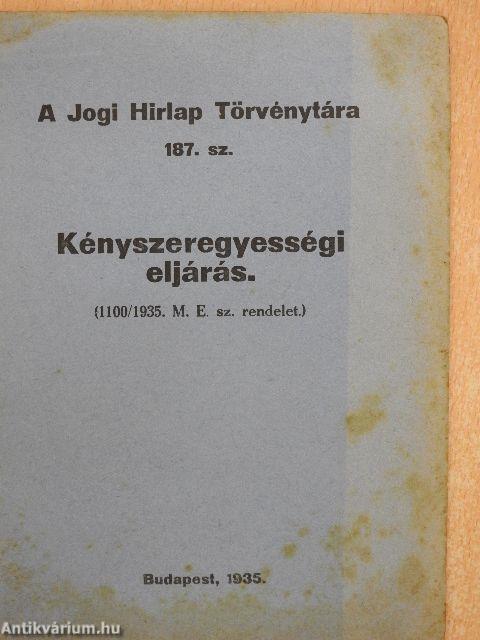 A Jogi Hirlap Törvénytára
187. sz.
Kényszeregyességi
eljárás.
(1100/1935. M. E. sz. rendelet.)
Budapest, 1935.
Antikvárium.hu